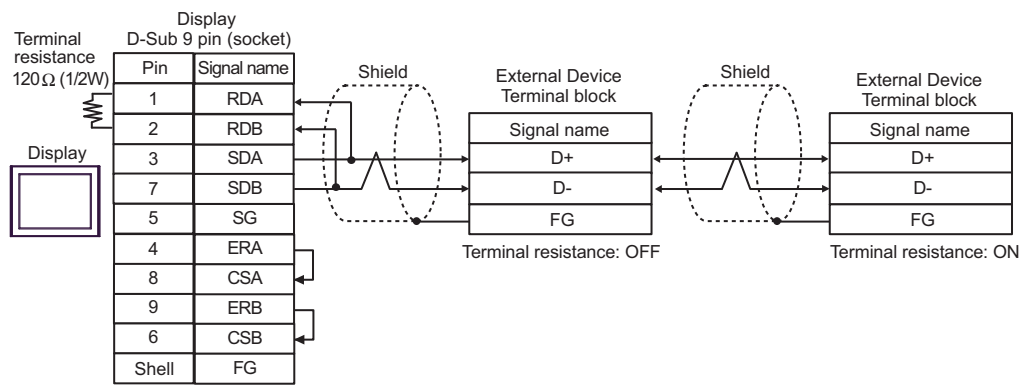 Display
D-Sub 9 pin (socket)
Terminal
resistance
120Ω (1/2W)
Pin Signal name
1 RDA
2 RDB
3 SDA
7 SDB
5 SG
4 ERA
8 CSA
9 ERB
6 CSB
Shell FG
Display
Shield
External Device
Terminal block
Signal name
D+
D-
FG
Terminal resistance: OFF
Shield
External Device
Terminal block
Signal name
D+
D-
FG
Terminal resistance: ON